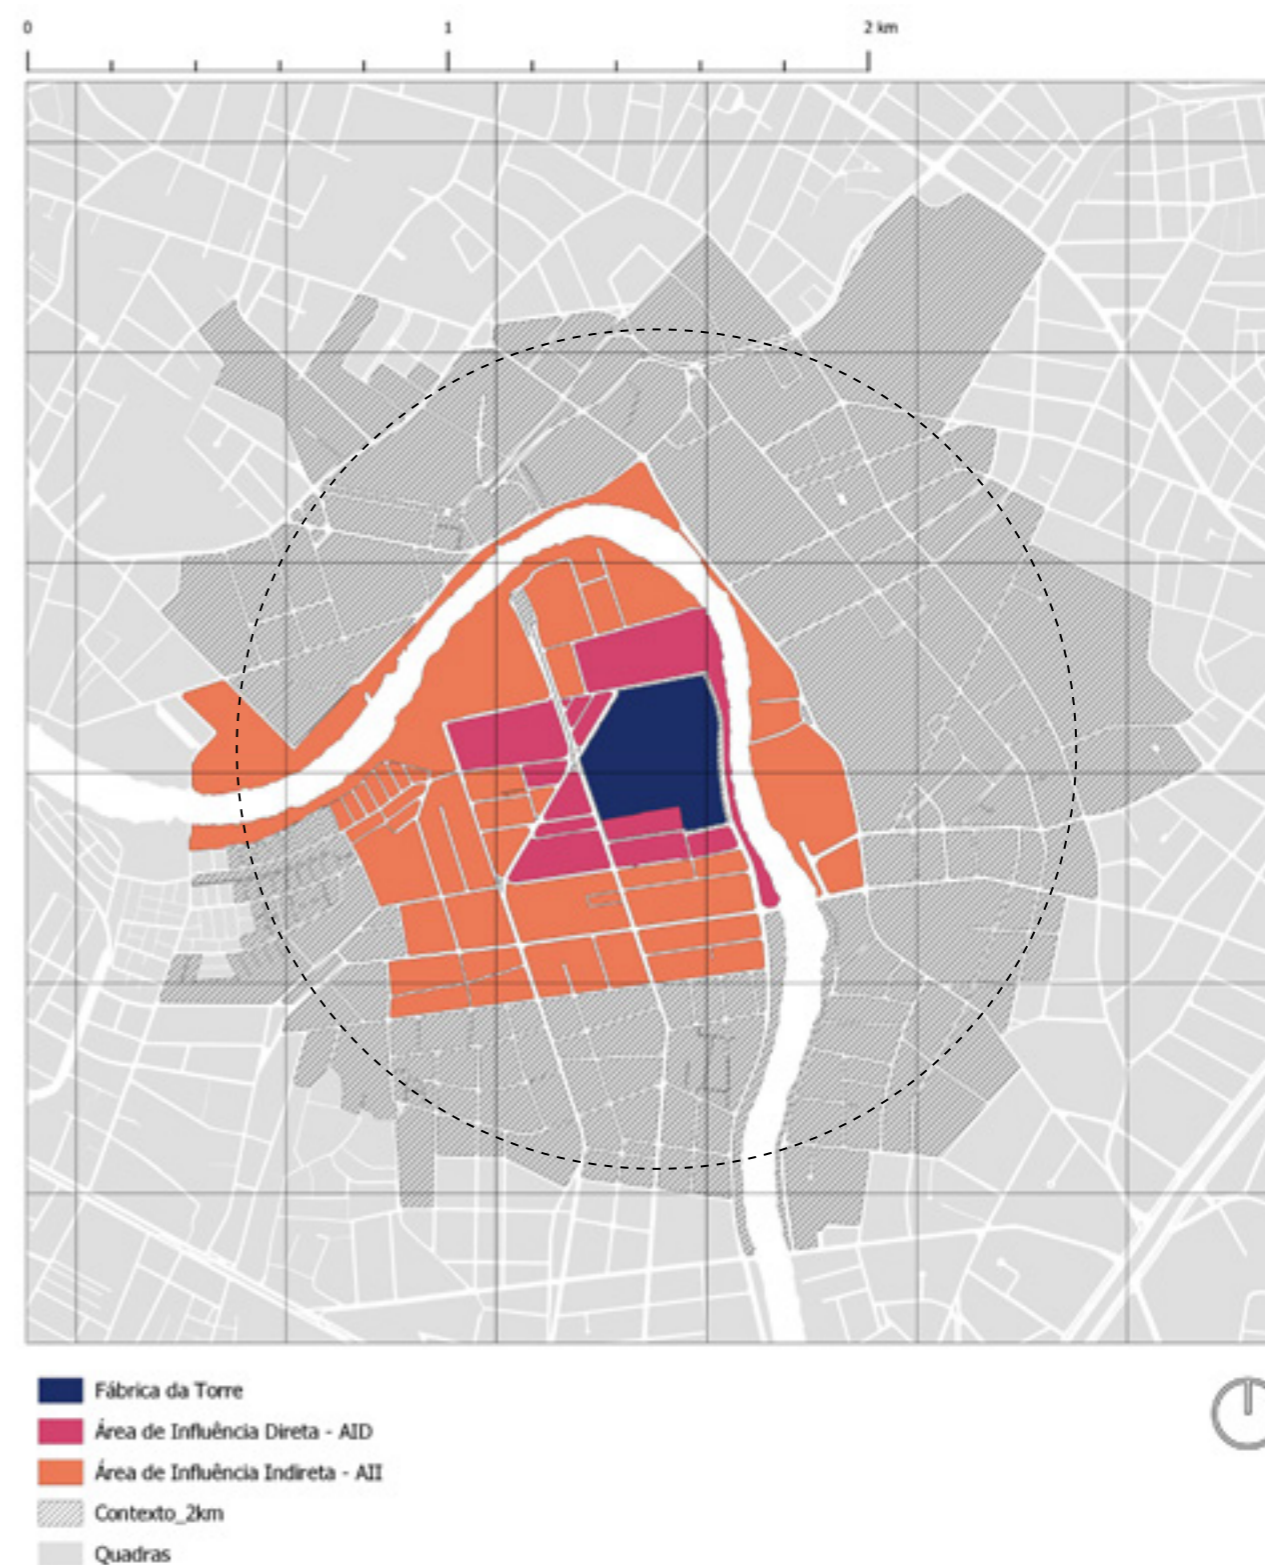 0 1 2 km
Fábrica da Torre
Área de Influência Direta - AID
Área de Influência Indireta - AII
Contexto_2km
Quadras